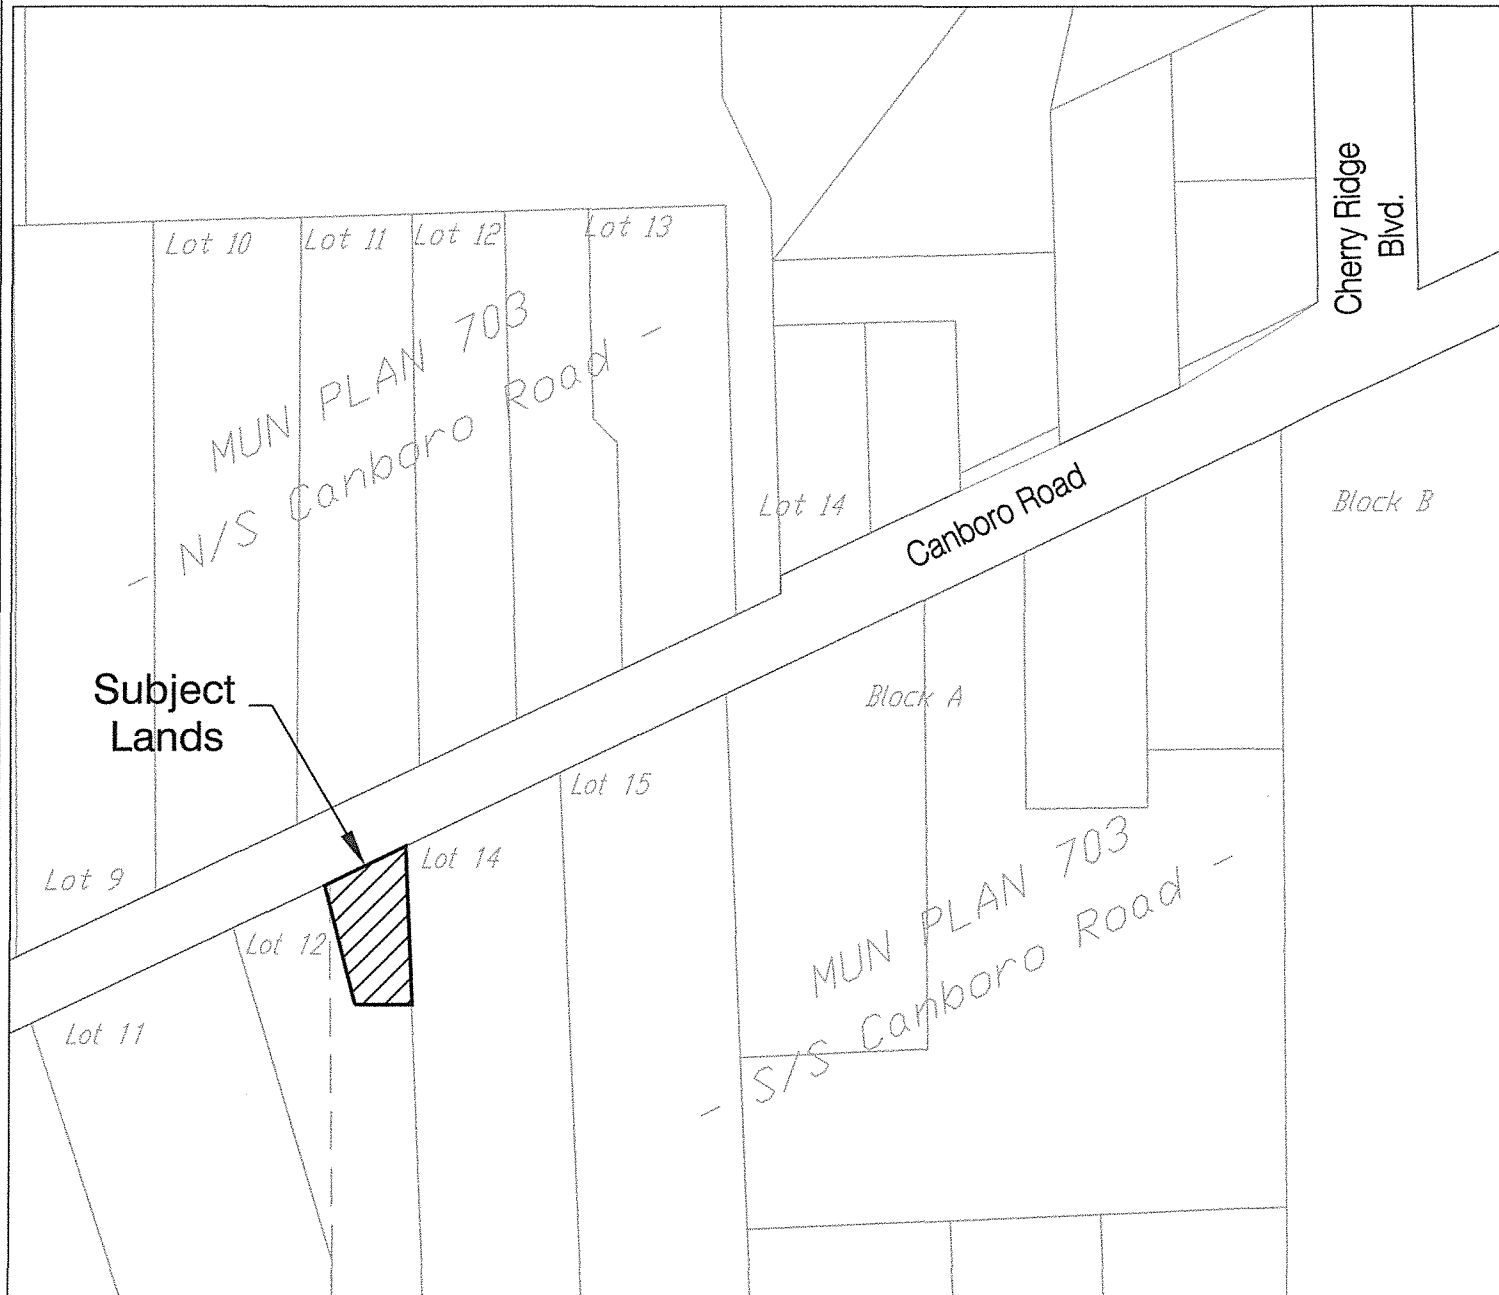 Cherry Ridge
Blvd.
Lot 10
Lot 11
Lot 12
Lot 13
MUN PLAN 703
- N/S Canboro Road -
Lot 14
Canboro Road
Block B
Subject
Lands
Block A
Lot 15
Lot 14
Lot 9
Lot 12
Lot 11
MUN PLAN 703
- S/S Canboro Road -